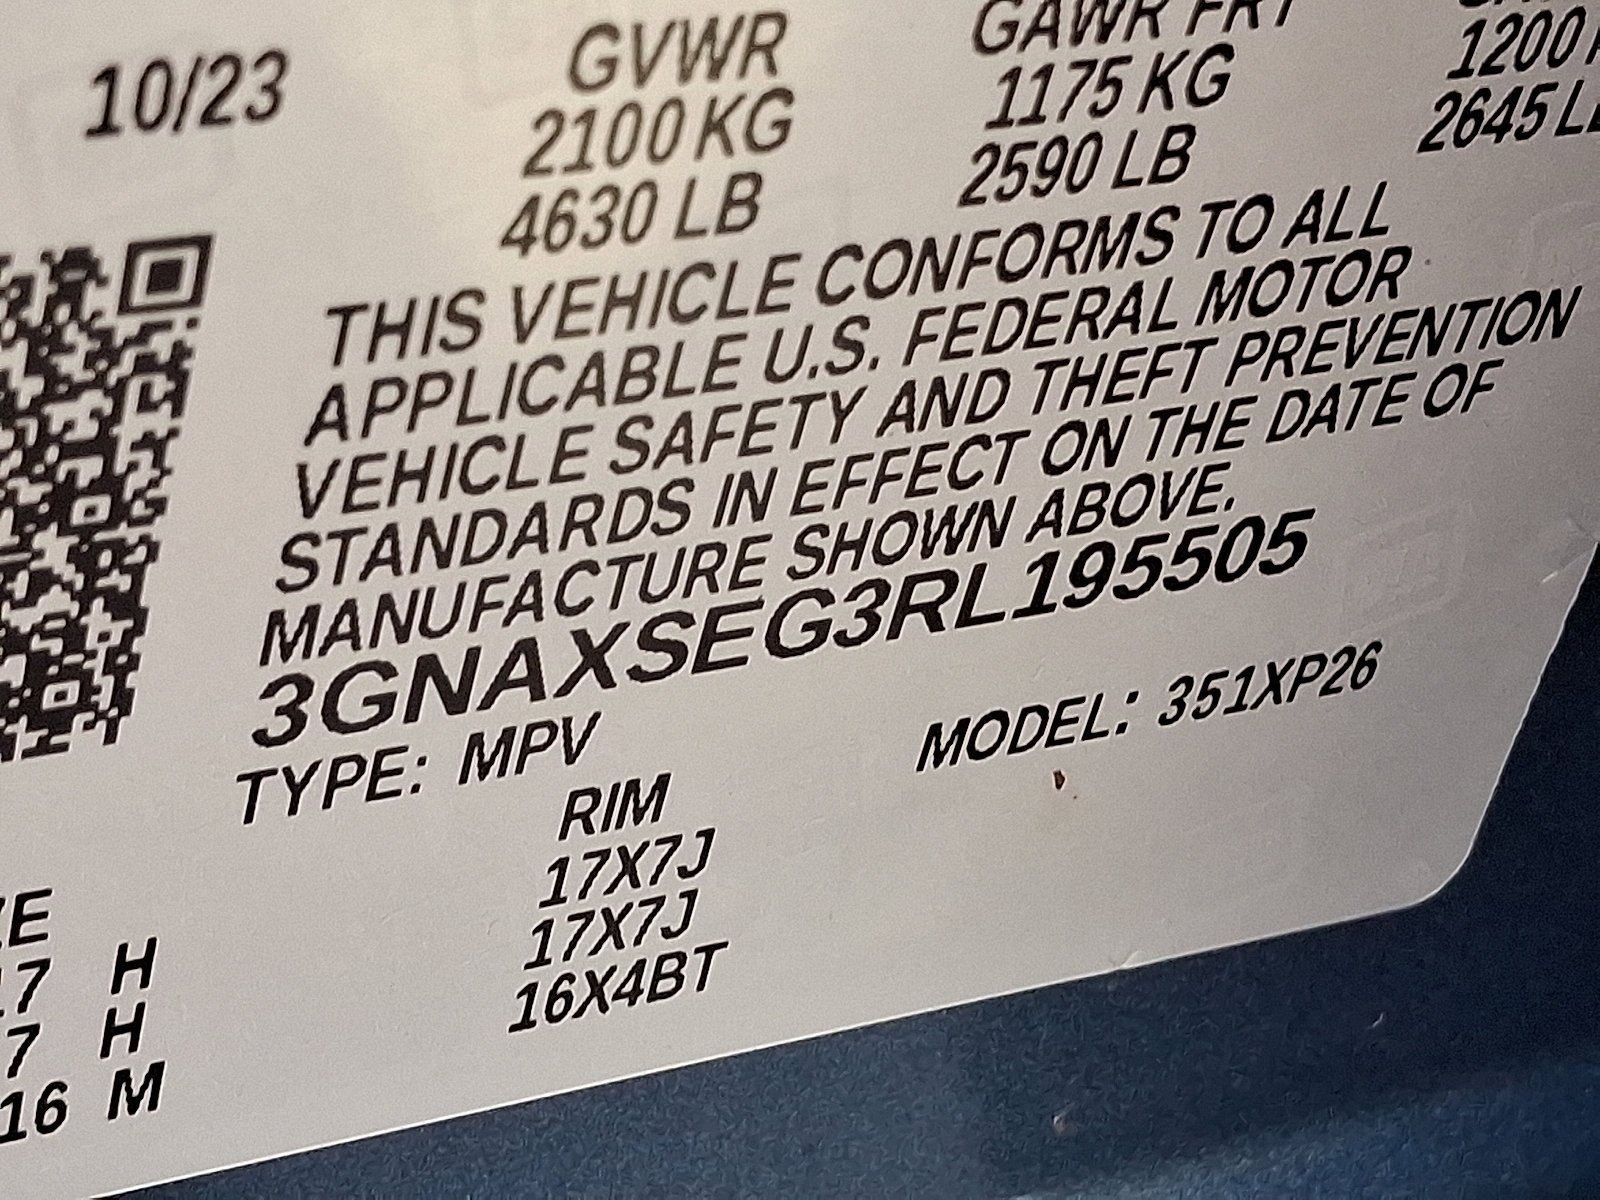 10/23 GVWR GAWR FRT
2100 KG 1175 KG 1200
4630 LB 2590 LB 2645
THIS VEHICLE CONFORMS TO ALL
APPLICABLE U.S. FEDERAL MOTOR
VEHICLE SAFETY AND THEFT PREVENTION
STANDARDS IN EFFECT ON THE DATE OF
MANUFACTURE SHOWN ABOVE.
3GNAXSEG3RL195505
TYPE: MPV MODEL: 351XP26
RIM
17X7J
H 17X7J
H 16X4BT
16 M